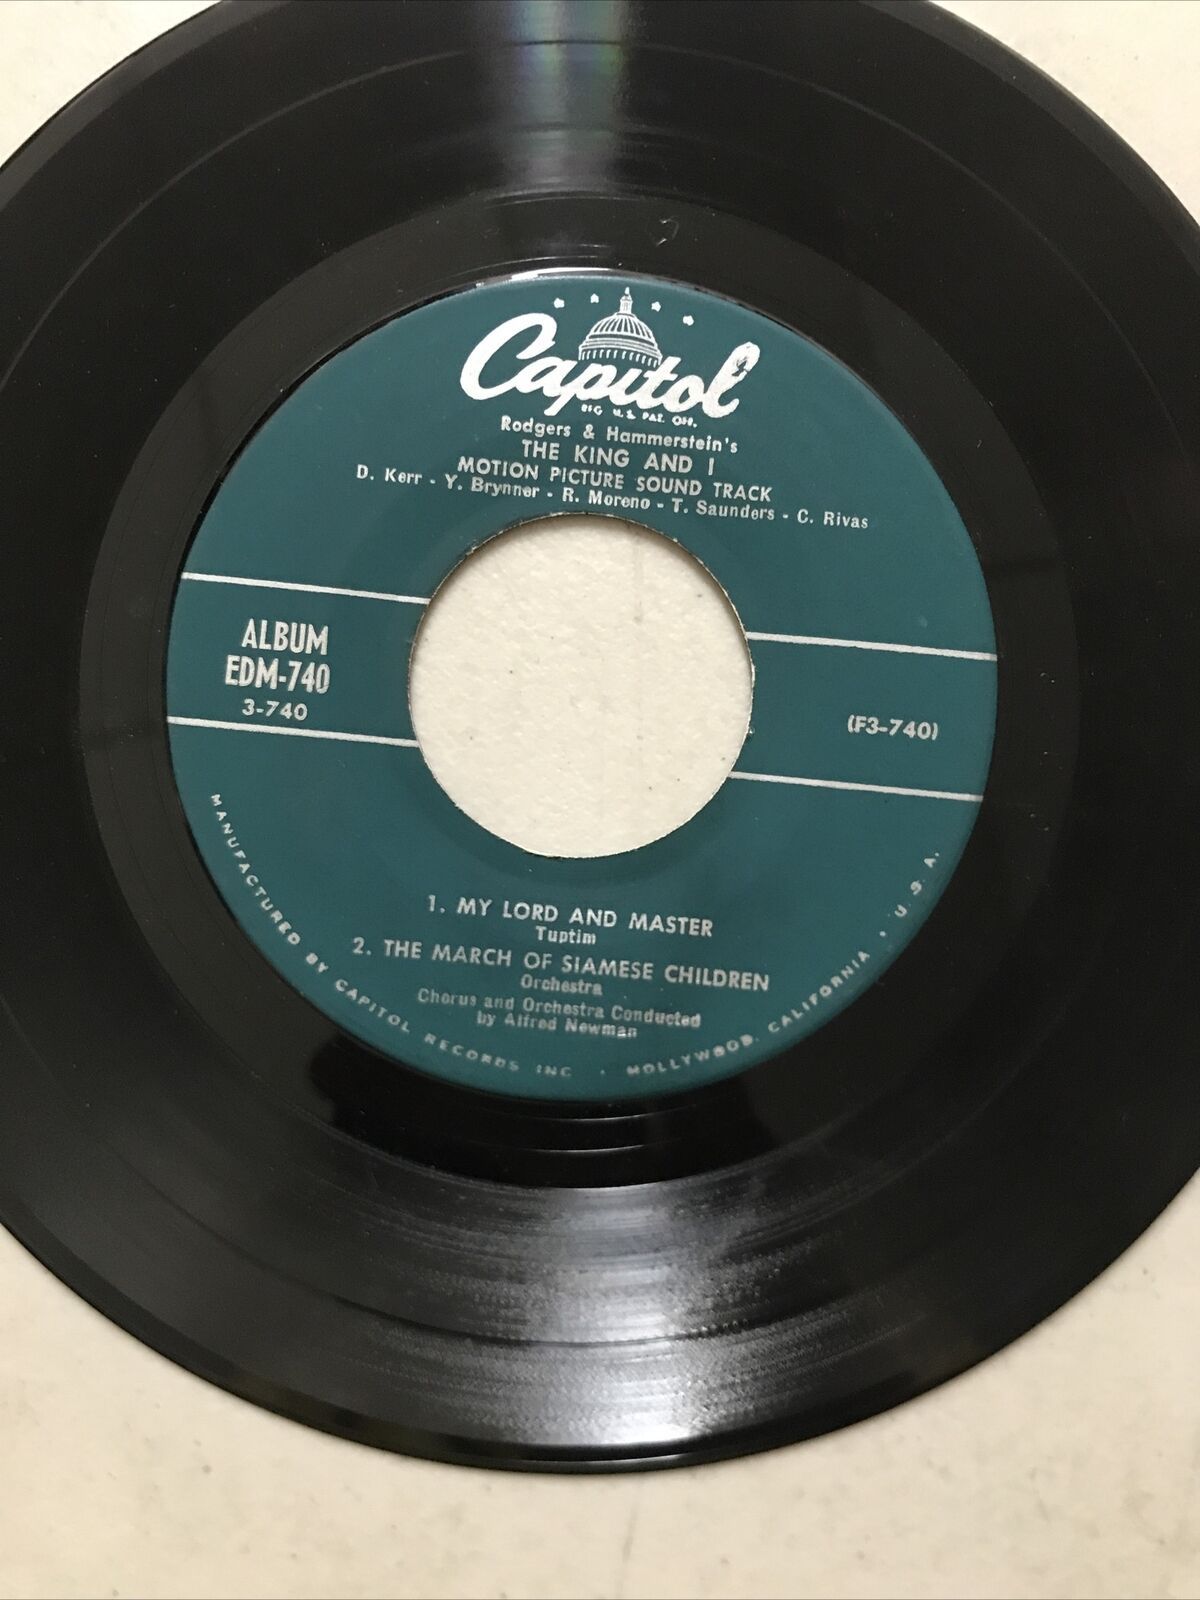 Capitol
REG. U.S. PAT. OFF.
Rodgers & Hammerstein's
THE KING AND I
MOTION PICTURE SOUND TRACK
D. Kerr - Y. Brynner - R. Moreno - T. Saunders - C. Rivas
ALBUM
EDM-740
3-740
(F3-740)
1. MY LORD AND MASTER
Tuptim
2. THE MARCH OF SIAMESE CHILDREN
Orchestra
Chorus and Orchestra Conducted
by Alfred Newman
MANUFACTURED BY CAPITOL RECORDS INC • HOLLYWOOD, CALIFORNIA • U.S.A.